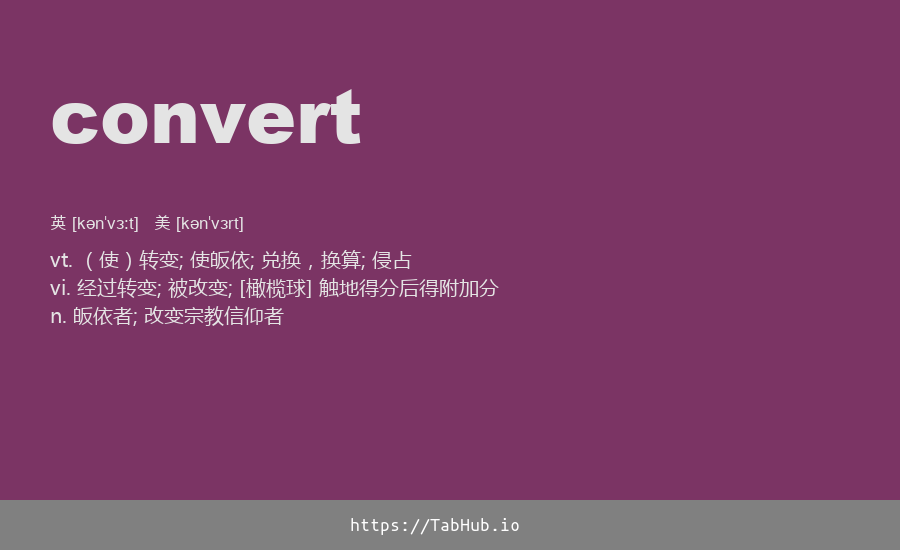 convert
英 [kən'vɜːt] 美 [kən'vɜrt]
vt. （使）转变; 使皈依; 兑换，换算; 侵占
vi. 经过转变; 被改变; [橄榄球] 触地得分后得附加分
n. 皈依者; 改变宗教信仰者
https://TabHub.io